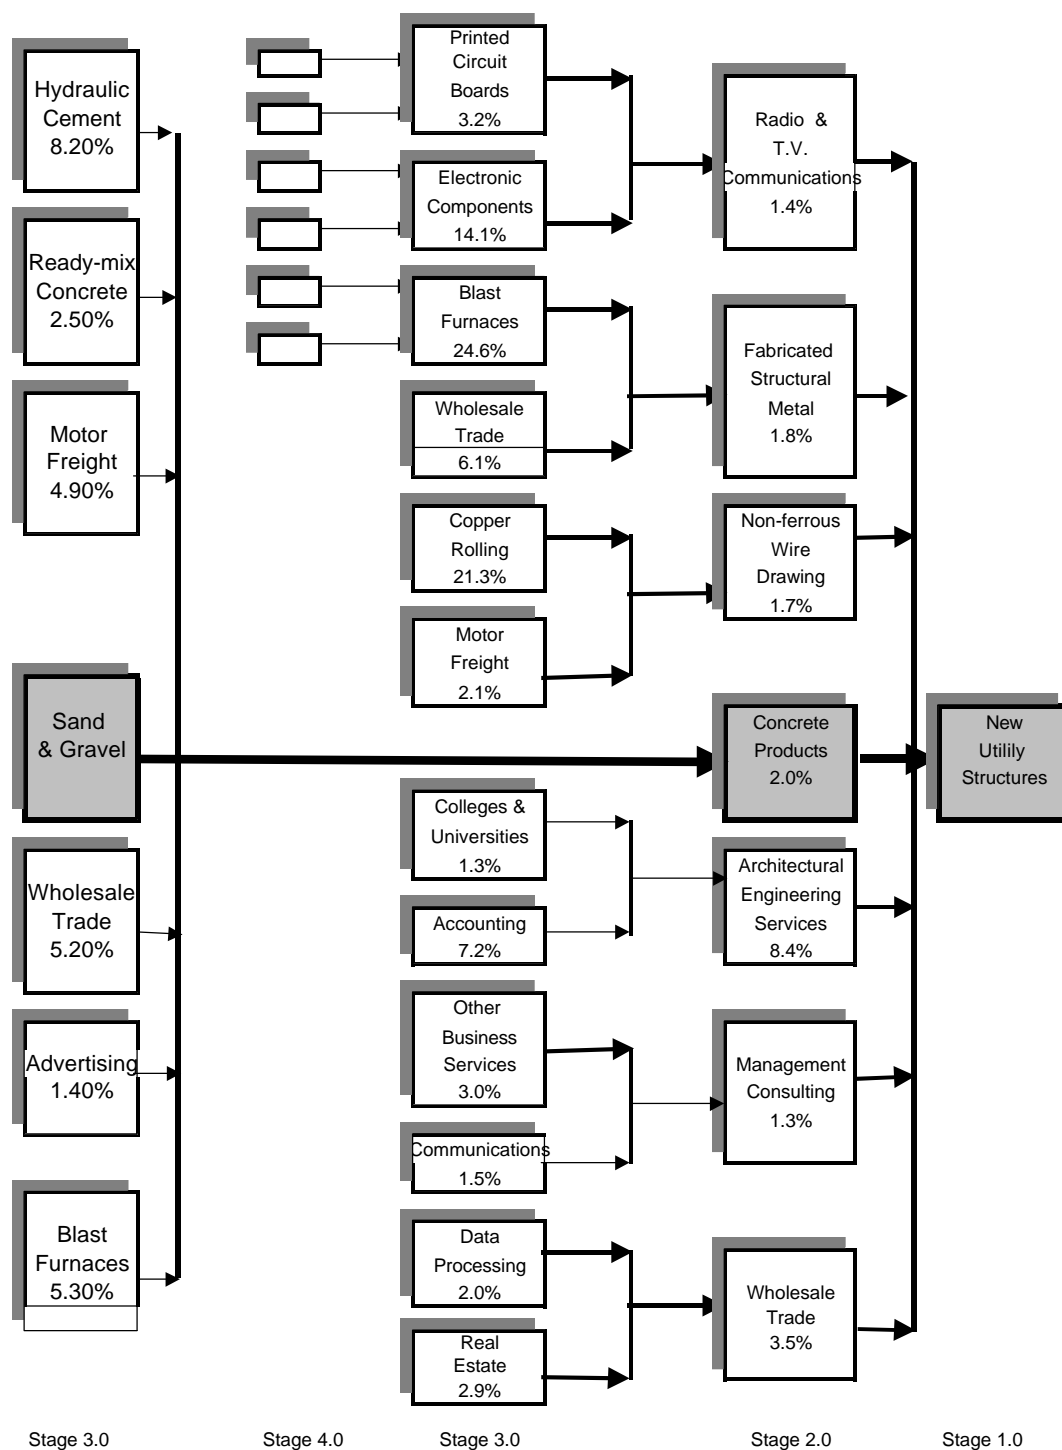 Hydraulic
Cement
8.20%
Ready-mix
Concrete
2.50%
Motor
Freight
4.90%
Sand
& Gravel
Wholesale
Trade
5.20%
Advertising
1.40%
Blast
Furnaces
5.30%
Printed
Circuit
Boards
3.2%
Electronic
Components
14.1%
Blast
Furnaces
24.6%
Wholesale
Trade
6.1%
Copper
Rolling
21.3%
Motor
Freight
2.1%
Colleges &
Universities
1.3%
Accounting
7.2%
Other
Business
Services
3.0%
Communications
1.5%
Data
Processing
2.0%
Real
Estate
2.9%
Radio &
T.V.
Communications
1.4%
Fabricated
Structural
Metal
1.8%
Non-ferrous
Wire
Drawing
1.7%
Concrete
Products
2.0%
Architectural
Engineering
Services
8.4%
Management
Consulting
1.3%
Wholesale
Trade
3.5%
New
Utilily
Structures
Stage 3.0 Stage 4.0 Stage 3.0 Stage 2.0 Stage 1.0